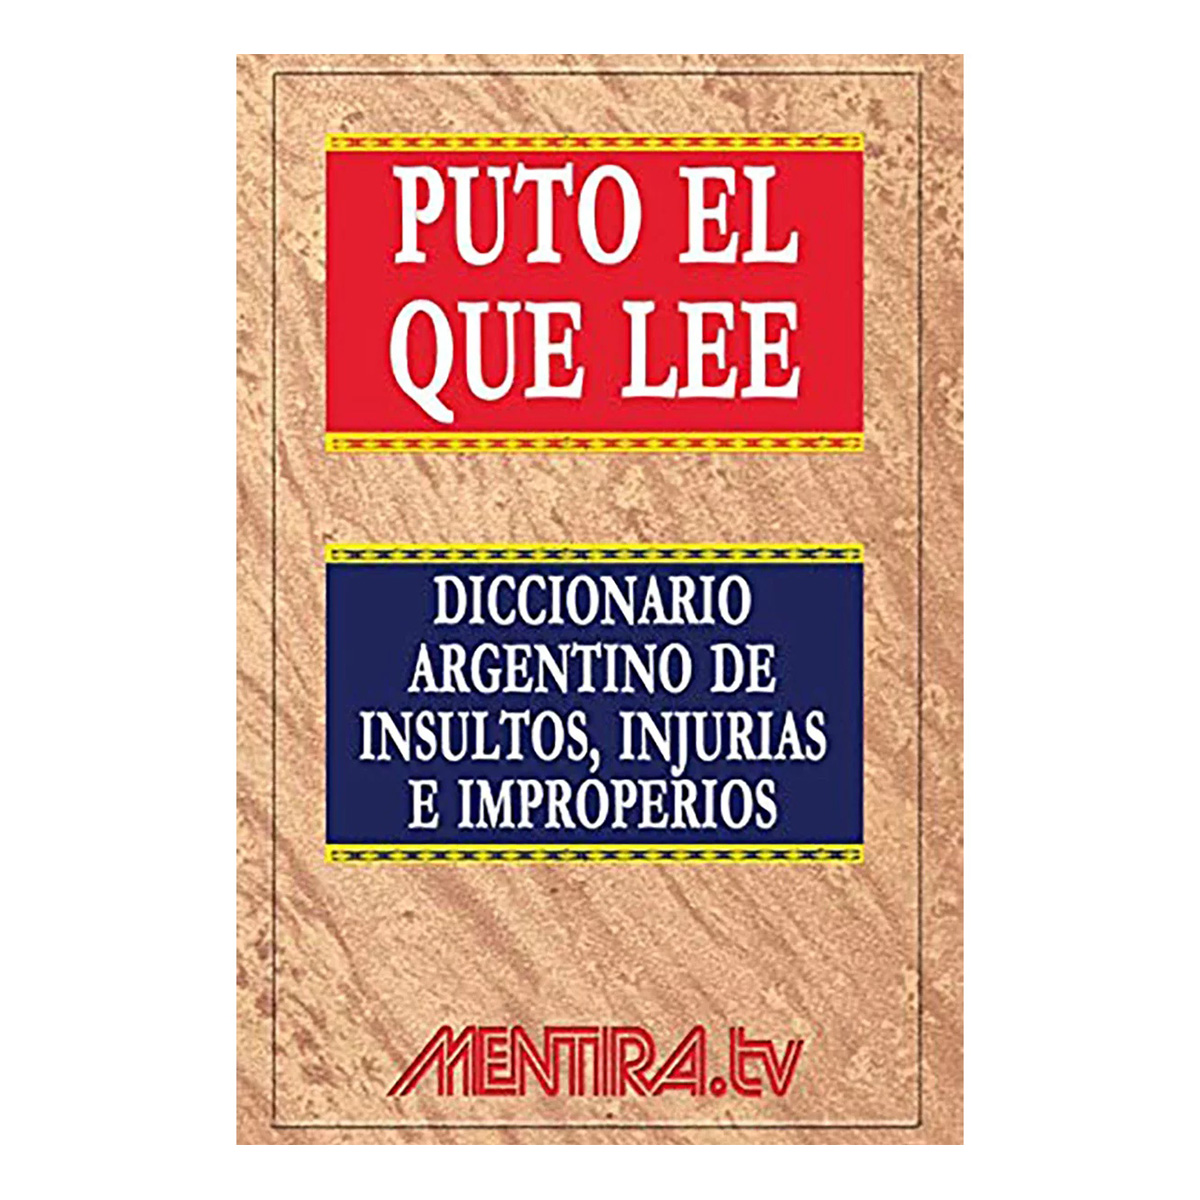 PUTO EL
QUE LEE
DICCIONARIO
ARGENTINO DE
INSULTOS, INJURIAS
E IMPROPERIOS
MENTIRA.tv